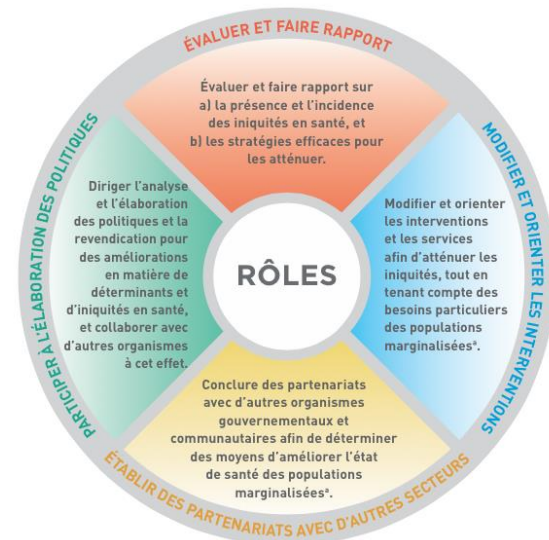 ÉVALUER ET FAIRE RAPPORT
Évaluer et faire rapport sur
a) la présence et l'incidence
des iniquités en santé, et
b) les stratégies efficaces pour
les atténuer.
MODIFIER ET ORIENTER LES INTERVENTIONS
Modifier et orienter
les interventions
et les services
afin d'atténuer les
iniquités, tout en
tenant compte des
besoins particuliers
des populations
marginaliséesª.
ÉTABLIR DES PARTENARIATS AVEC D'AUTRES SECTEURS
Conclure des partenariats
avec d'autres organismes
gouvernementaux et
communautaires afin de déterminer
des moyens d'améliorer l'état
de santé des populations
marginaliséesª.
PARTICIPER À L'ÉLABORATION DES POLITIQUES
Diriger l'analyse
et l'élaboration
des politiques et la
revendication pour
des améliorations
en matière de
déterminants et
d'iniquités en santé,
et collaborer avec
d'autres organismes
à cet effet.
RÔLES